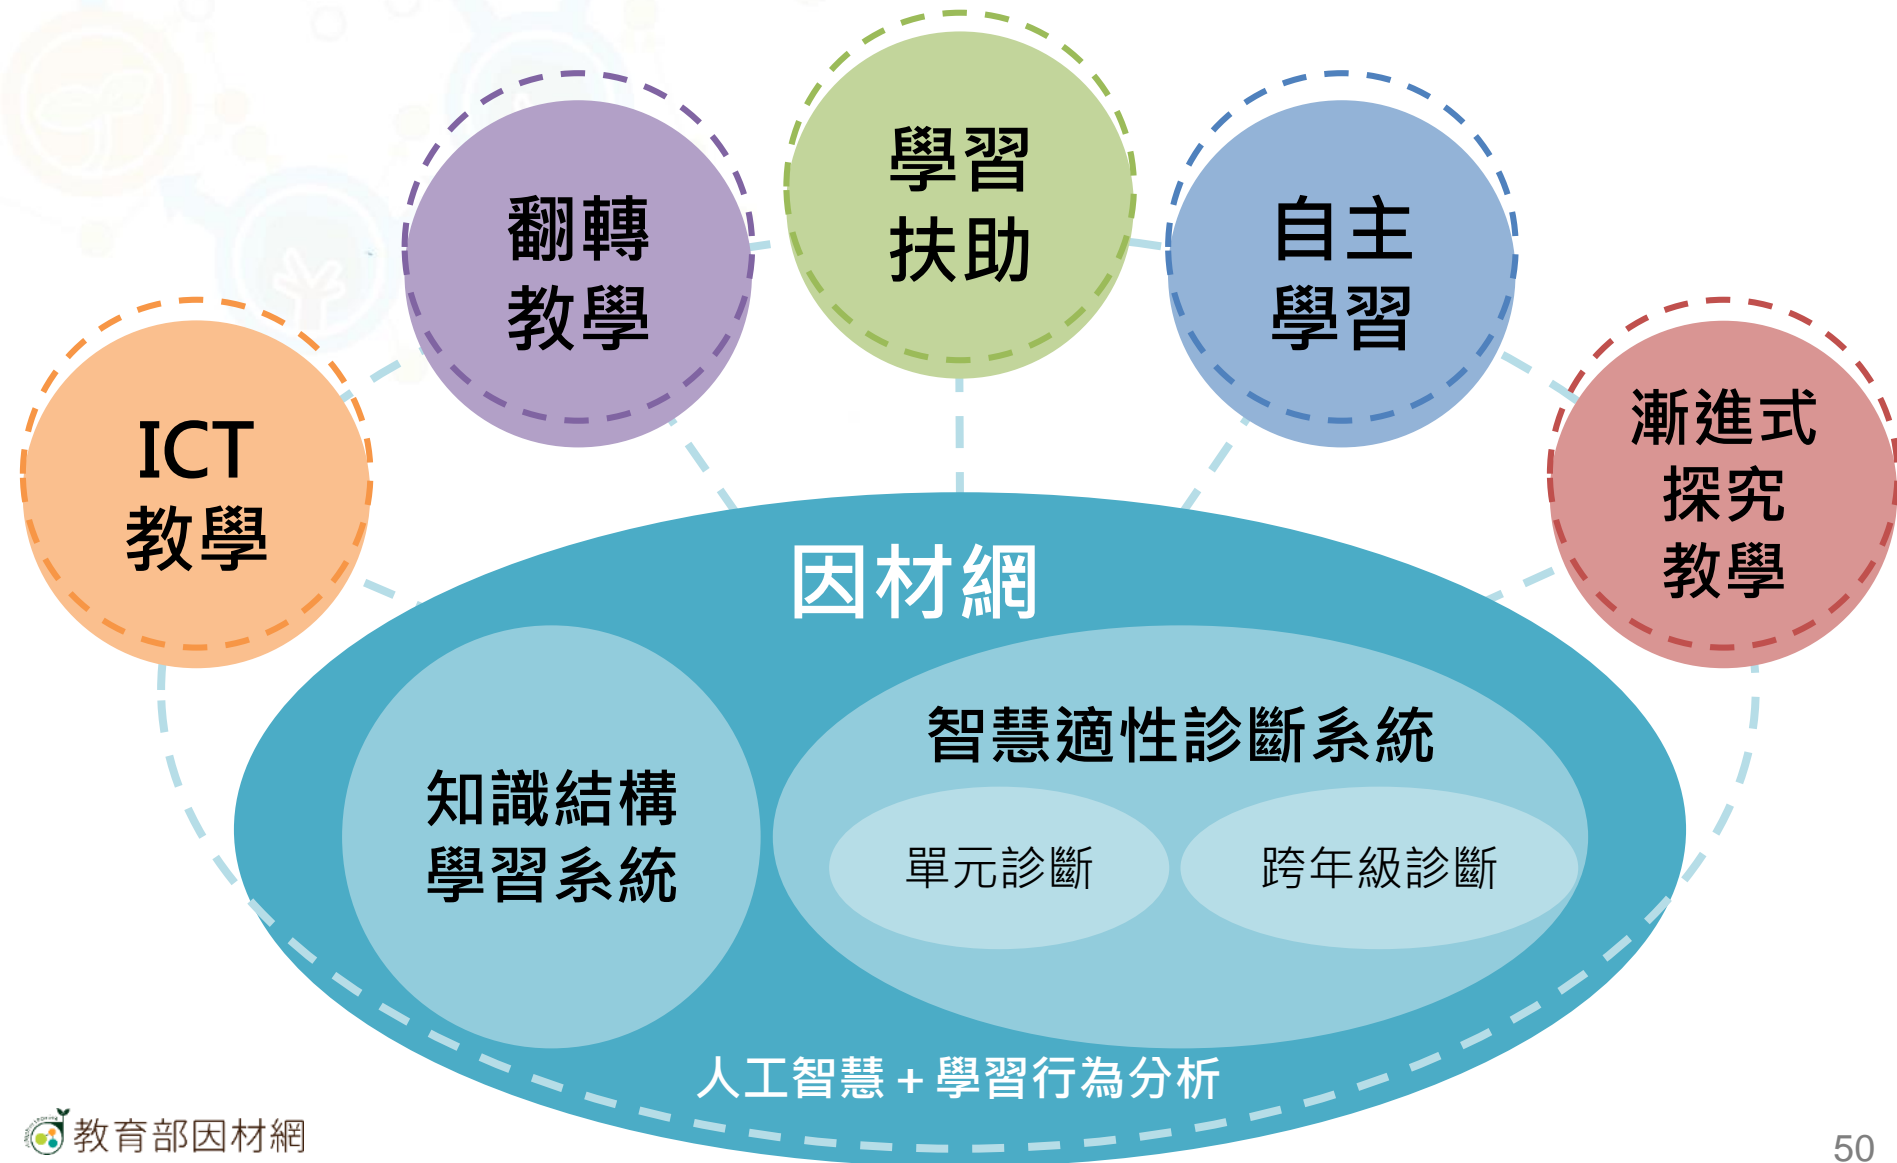 學習
扶助
翻轉
教學
自主
學習
ICT
教學
漸進式
探究
教學
因材網
知識結構
學習系統
智慧適性診斷系統
單元診斷
跨年級診斷
人工智慧 + 學習行為分析
教育部因材網
50